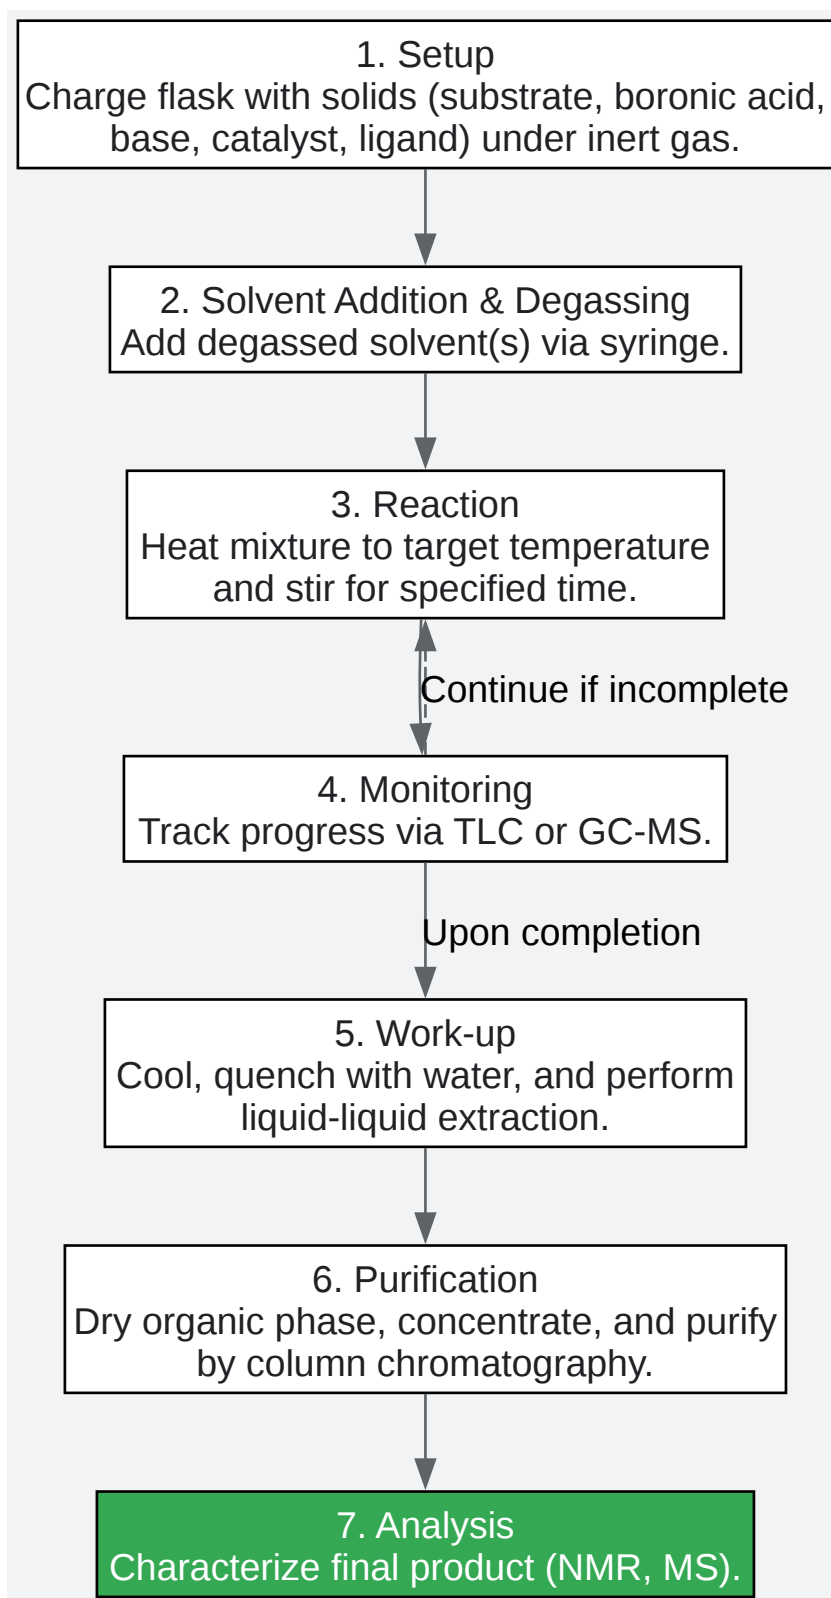 1. Setup
Charge flask with solids (substrate, boronic acid,
base, catalyst, ligand) under inert gas.
2. Solvent Addition & Degassing
Add degassed solvent(s) via syringe.
3. Reaction
Heat mixture to target temperature
and stir for specified time.
Continue if incomplete
4. Monitoring
Track progress via TLC or GC-MS.
Upon completion
5. Work-up
Cool, quench with water, and perform
liquid-liquid extraction.
6. Purification
Dry organic phase, concentrate, and purify
by column chromatography.
7. Analysis
Characterize final product (NMR, MS).